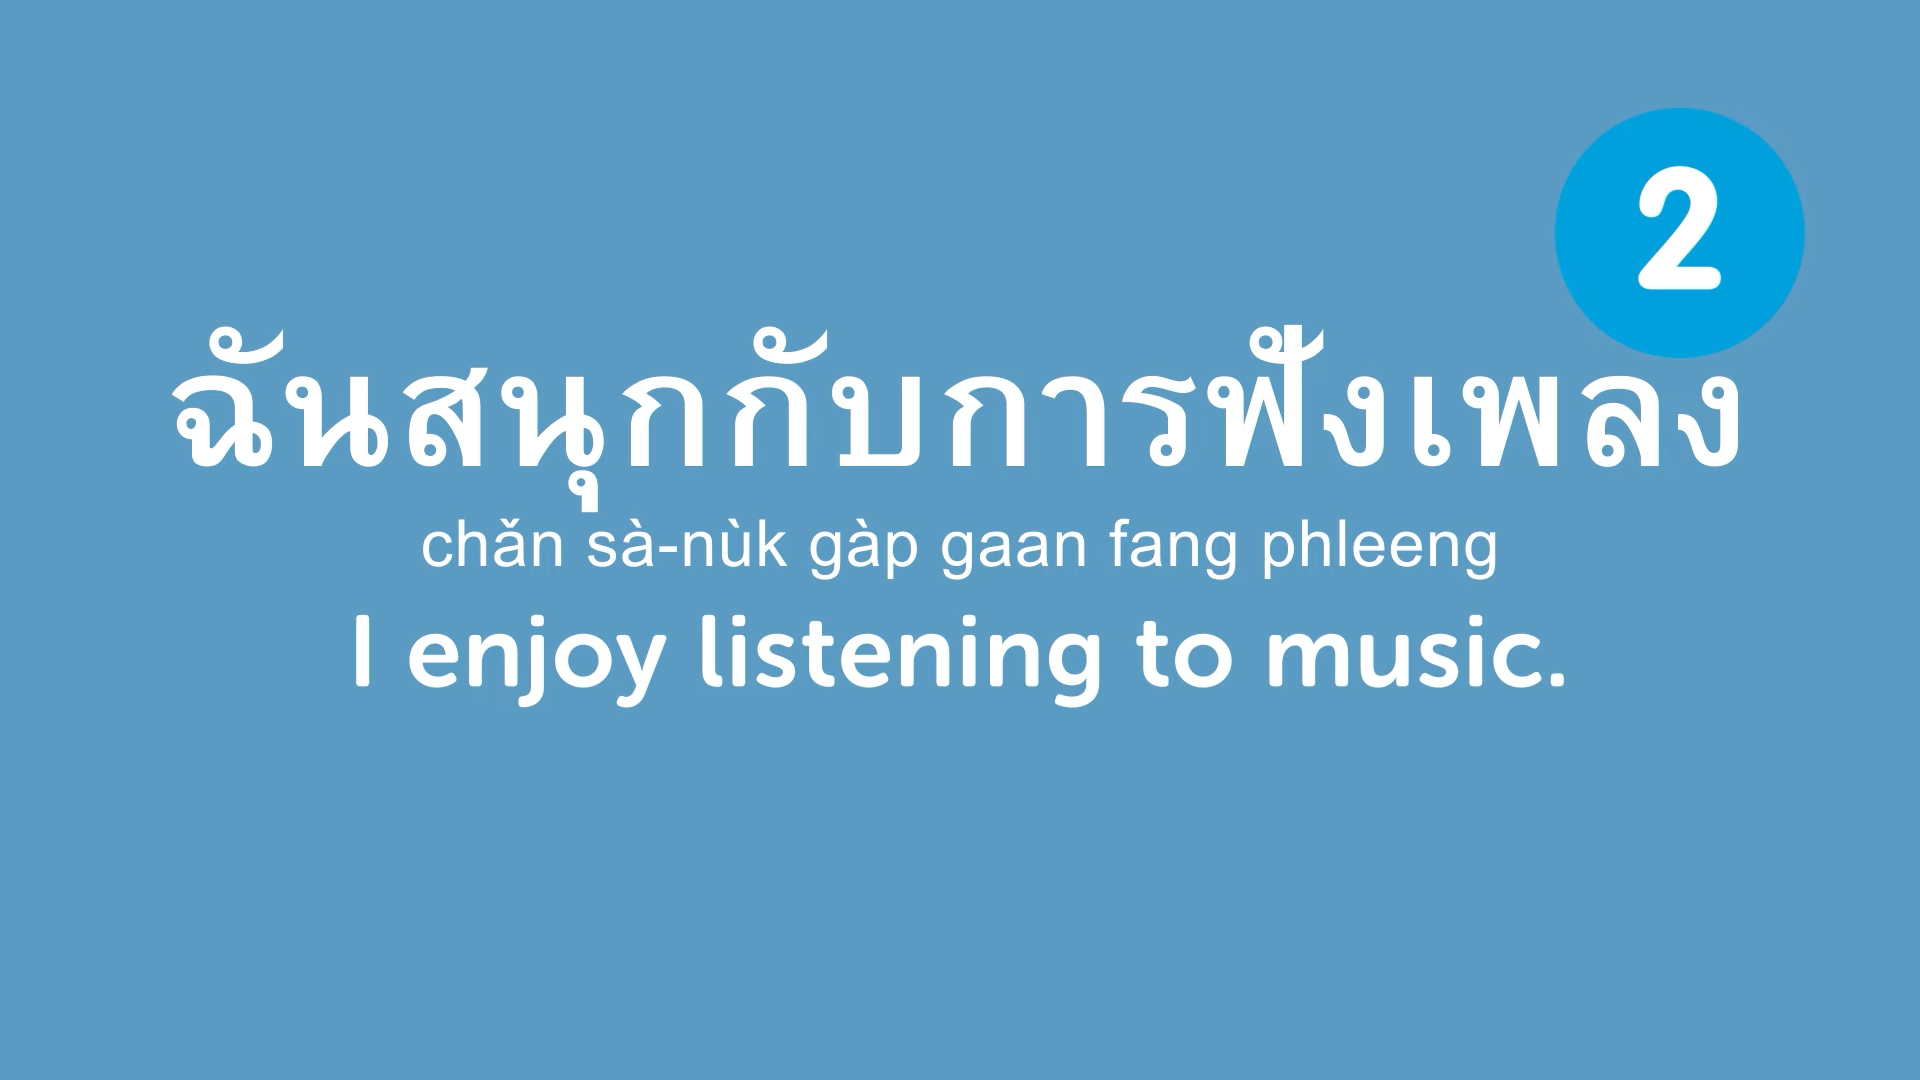 2
ฉันสนุกกับการฟังเพลง
chǎn sà-nùk gàp gaan fang phleeng
I enjoy listening to music.